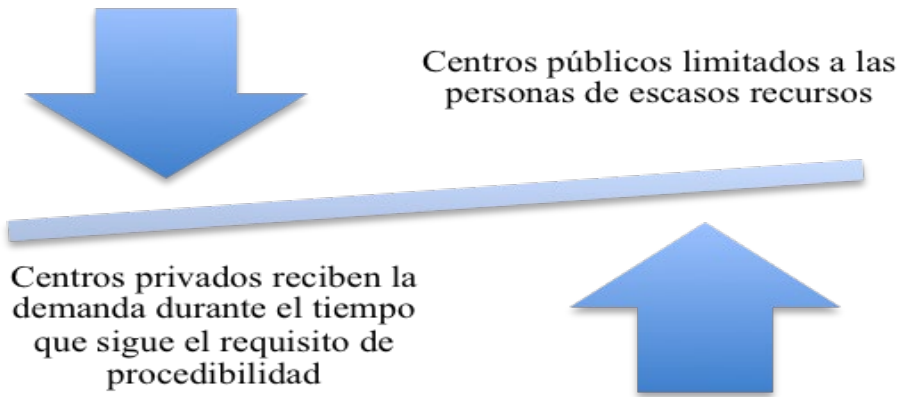 Centros públicos limitados a las
personas de escasos recursos
Centros privados reciben la
demanda durante el tiempo
que sigue el requisito de
procedibilidad